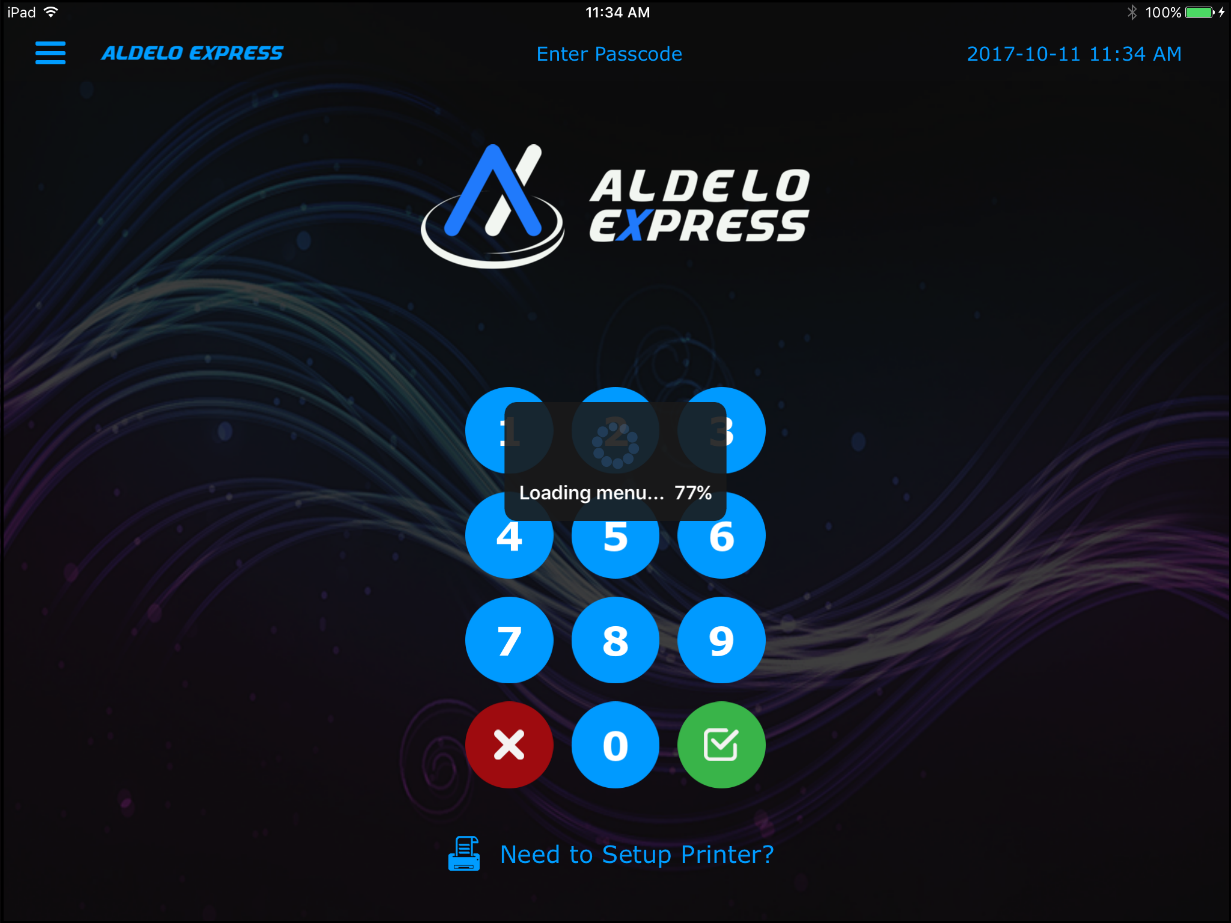 iPad 11:34 AM 100%
ALDELO EXPRESS Enter Passcode 2017-10-11 11:34 AM
ALDELO
EXPRESS
1 2 3
Loading menu... 77%
4 5 6
7 8 9
0
Need to Setup Printer?